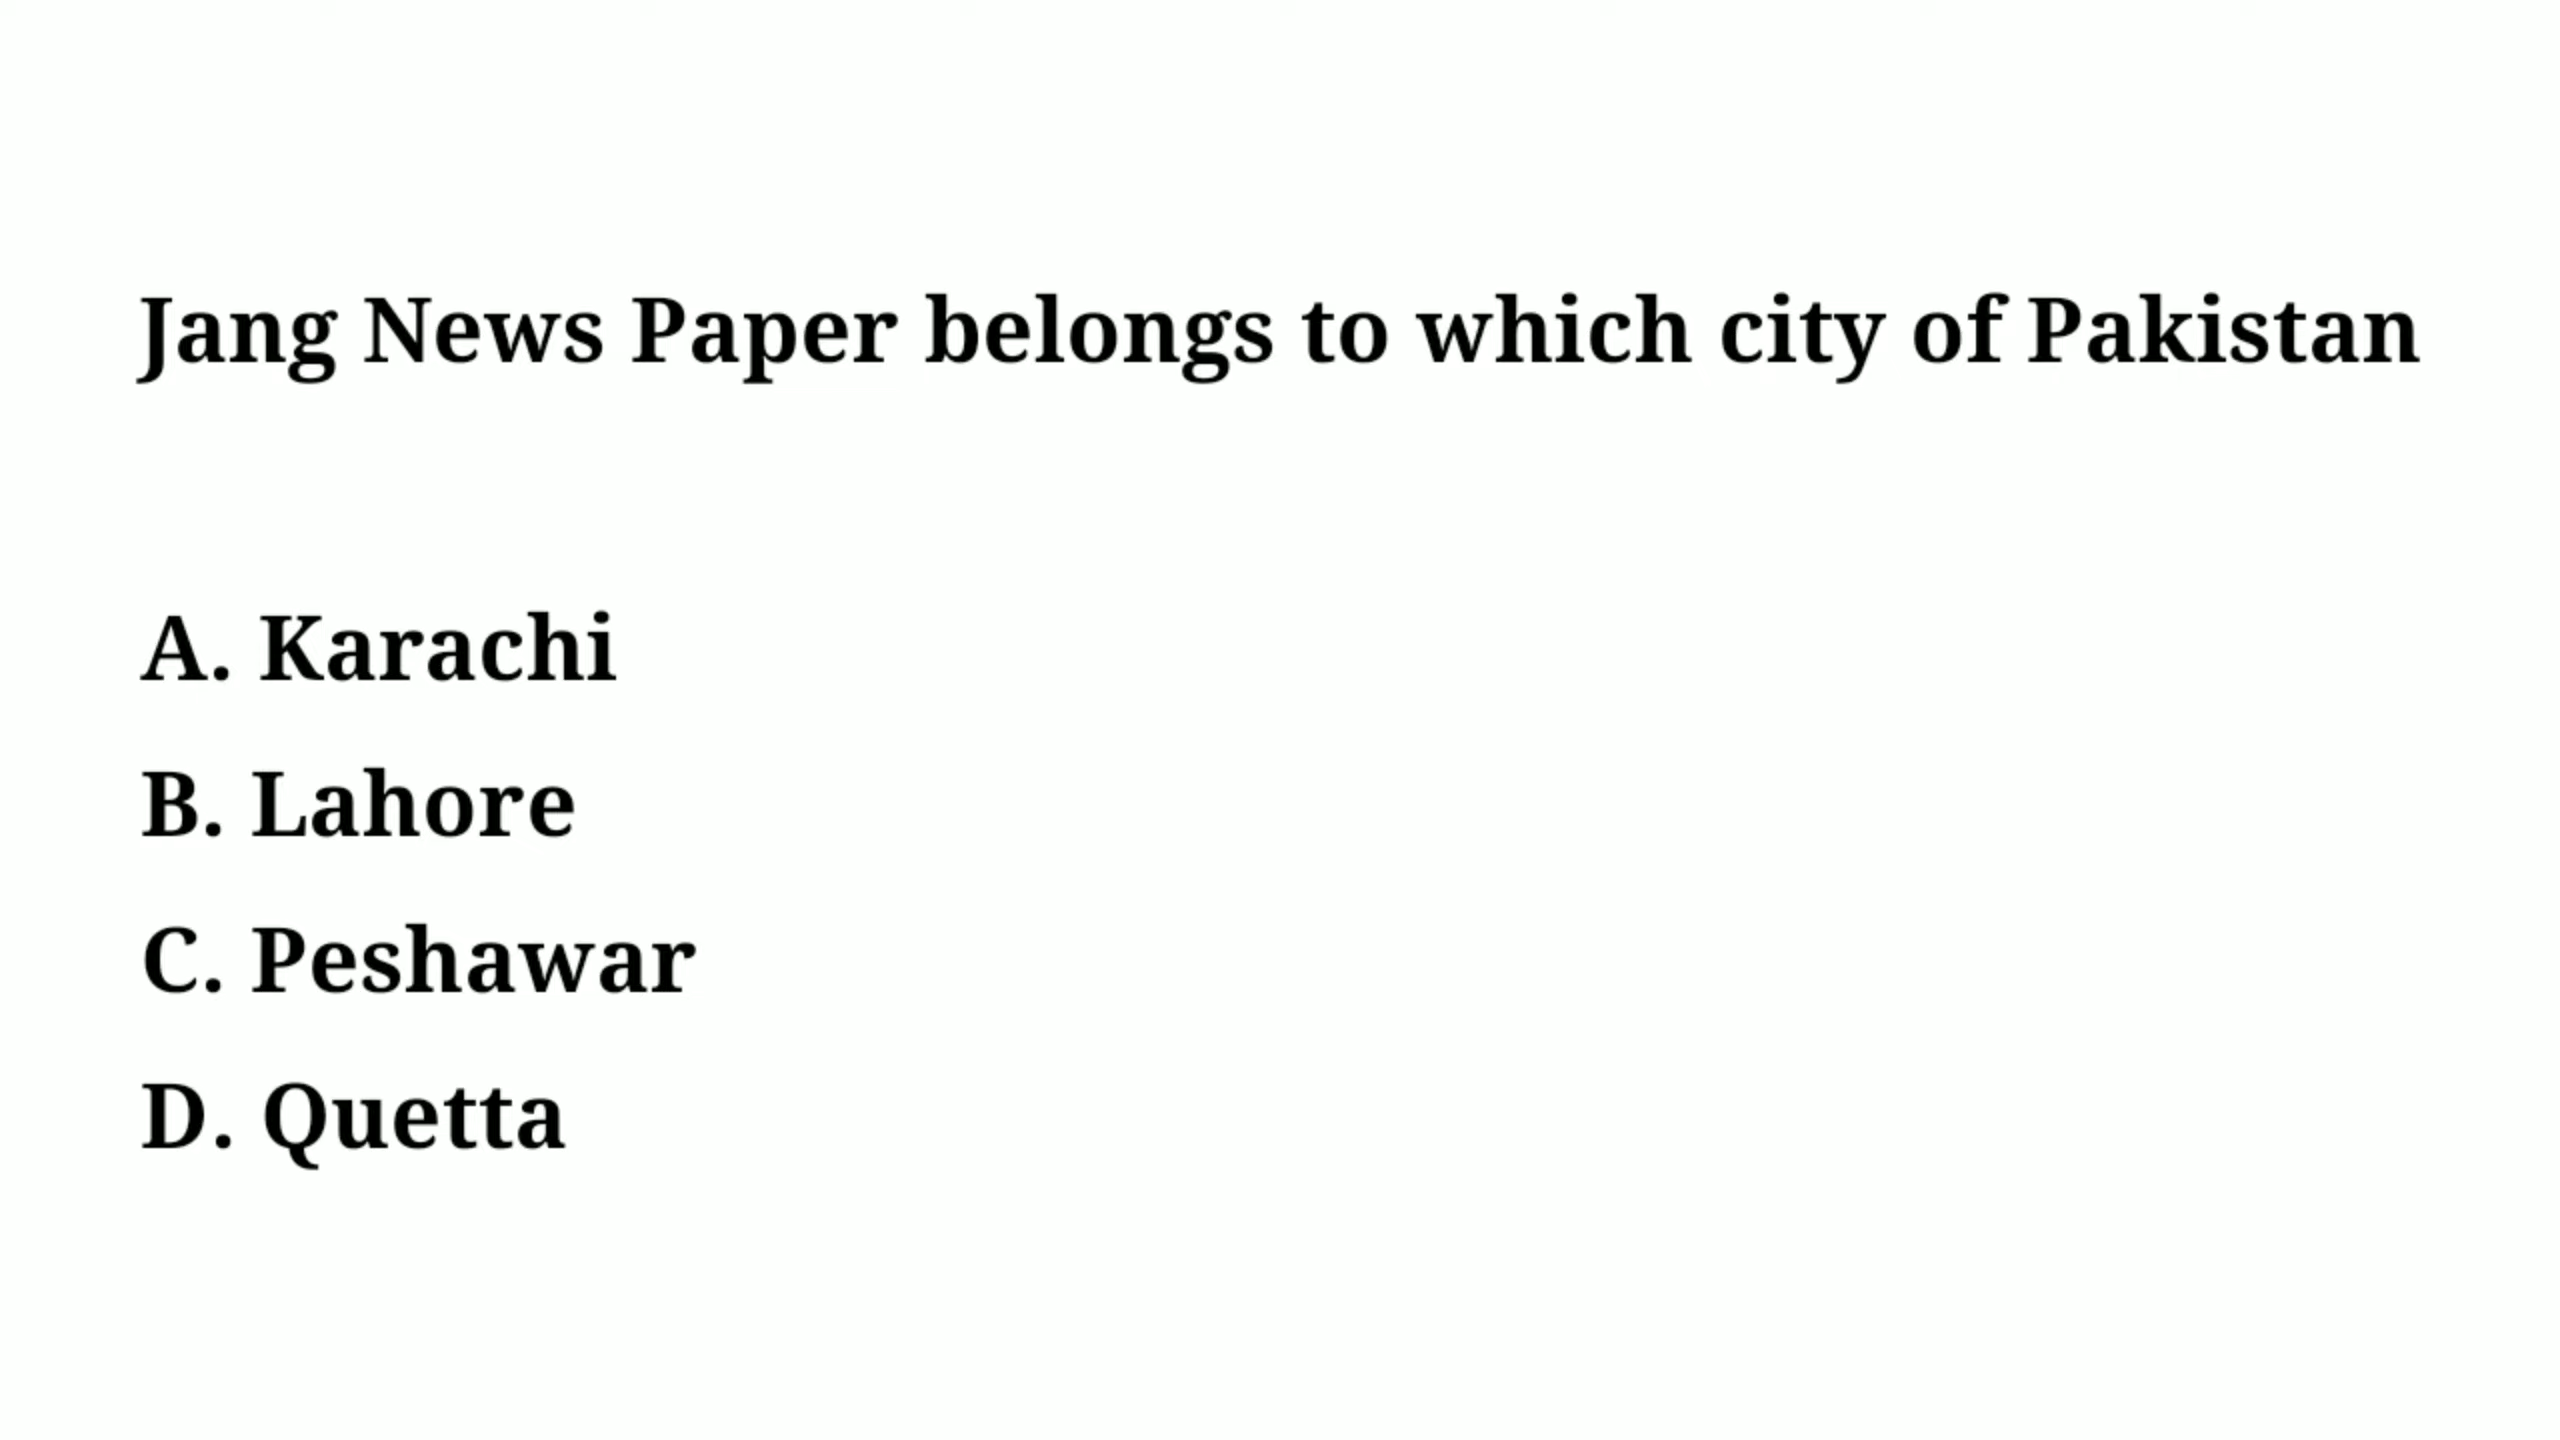 Jang News Paper belongs to which city of Pakistan
A. Karachi
B. Lahore
C. Peshawar
D. Quetta